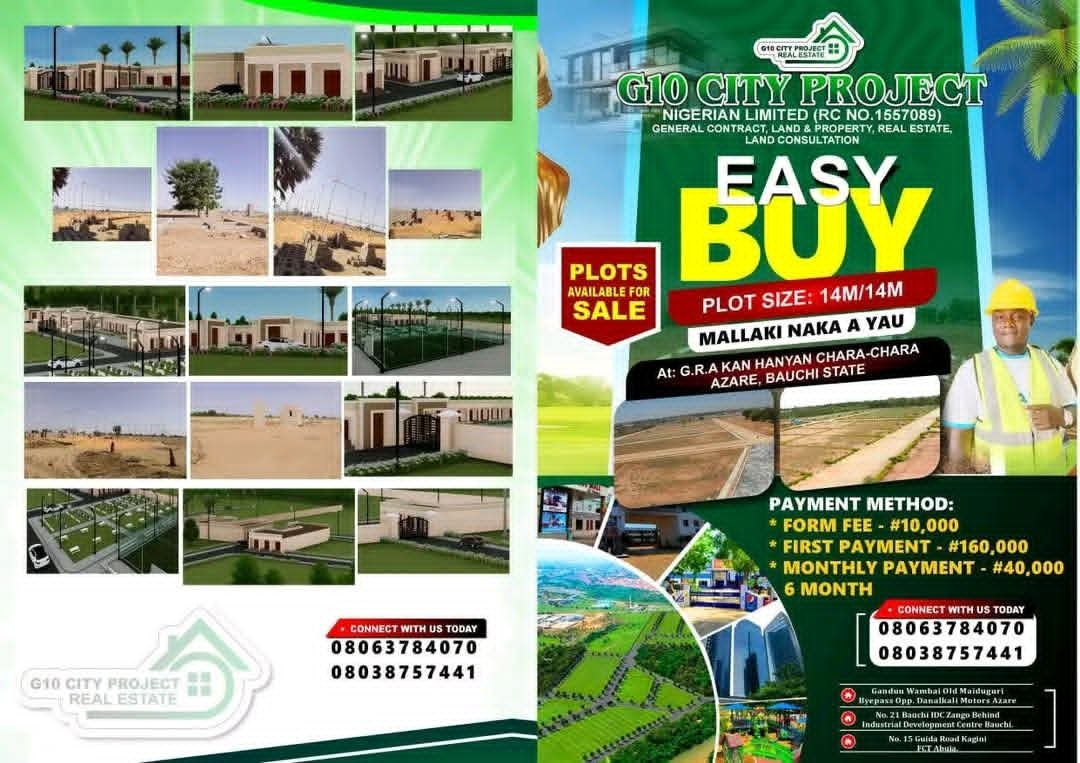 CONNECT WITH US TODAY
08063784070
08038757441
G10 CITY PROJECT
REAL ESTATE
G10 CITY PROJECT
REAL ESTATE
G10 CITY PROJECT
NIGERIAN LIMITED (RC NO.1557089)
GENERAL CONTRACT, LAND & PROPERTY, REAL ESTATE,
LAND CONSULTATION
EASY
BUY
PLOTS
AVAILABLE FOR
SALE
PLOT SIZE: 14M/14M
MALLAKI NAKA A YAU
At: G.R.A KAN HANYAN CHARA-CHARA
AZARE, BAUCHI STATE
PAYMENT METHOD:
* FORM FEE - #10,000
* FIRST PAYMENT - #160,000
* MONTHLY PAYMENT - #40,000
6 MONTH
CONNECT WITH US TODAY
08063784070
08038757441
Gandun Wambai Old Maiduguri
Byepass Opp. Danalkali Motors Azare
No. 21 Bauchi IDC Zango Behind
Industrial Development Centre Bauchi.
No. 15 Guida Road Kagini
FCT Abuja.